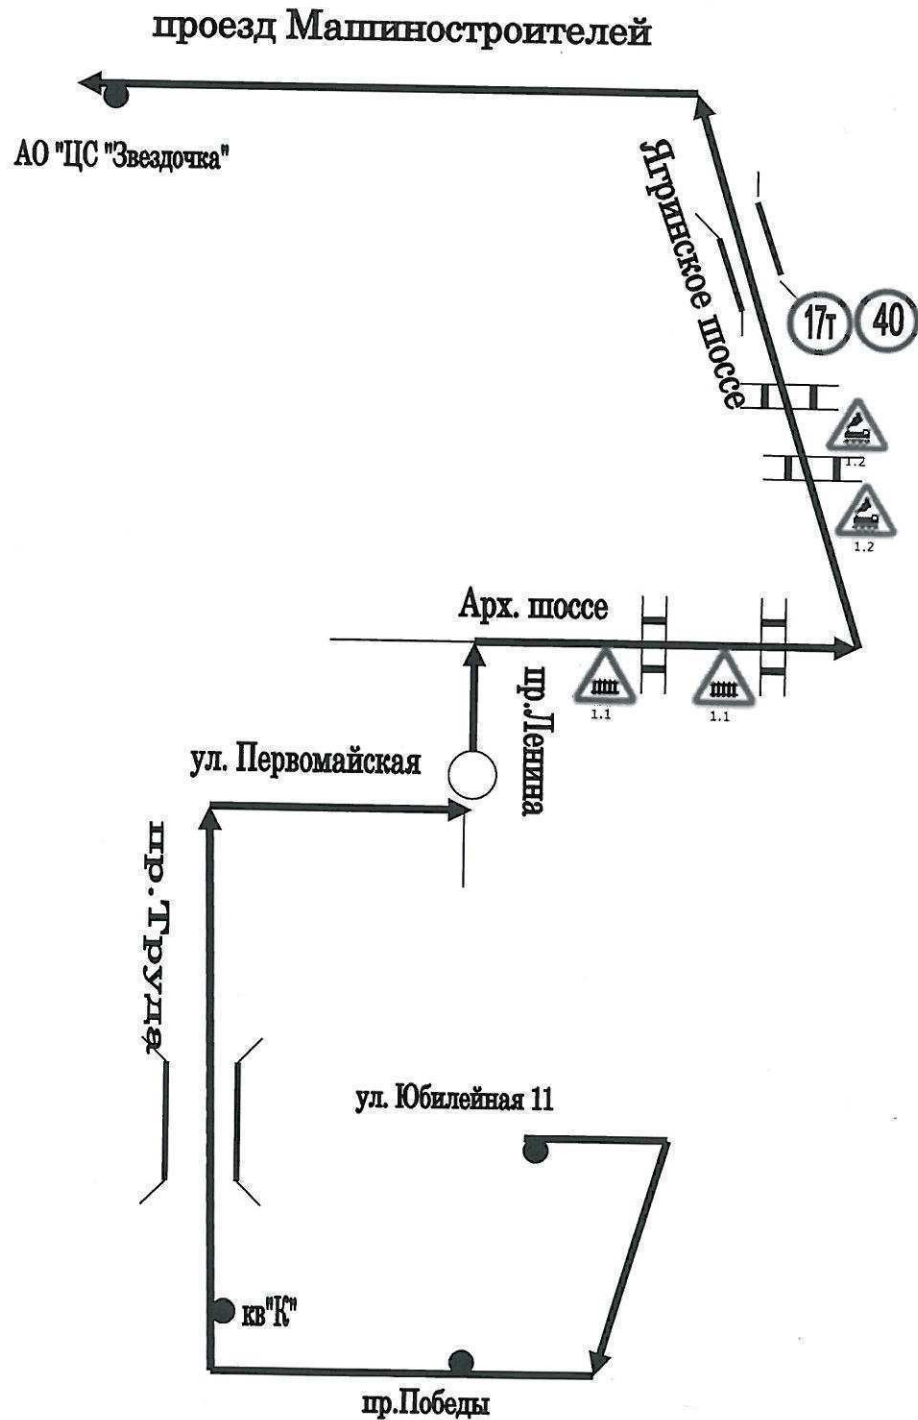 проезд Машиностроителей
АО "ЦС "Звездочка"
Ягринское шоссе
17т
40
1.2
1.2
Арх. шоссе
1.1
1.1
пр.Ленина
ул. Первомайская
пр.Труда
ул. Юбилейная 11
кв"К"
пр.Победы